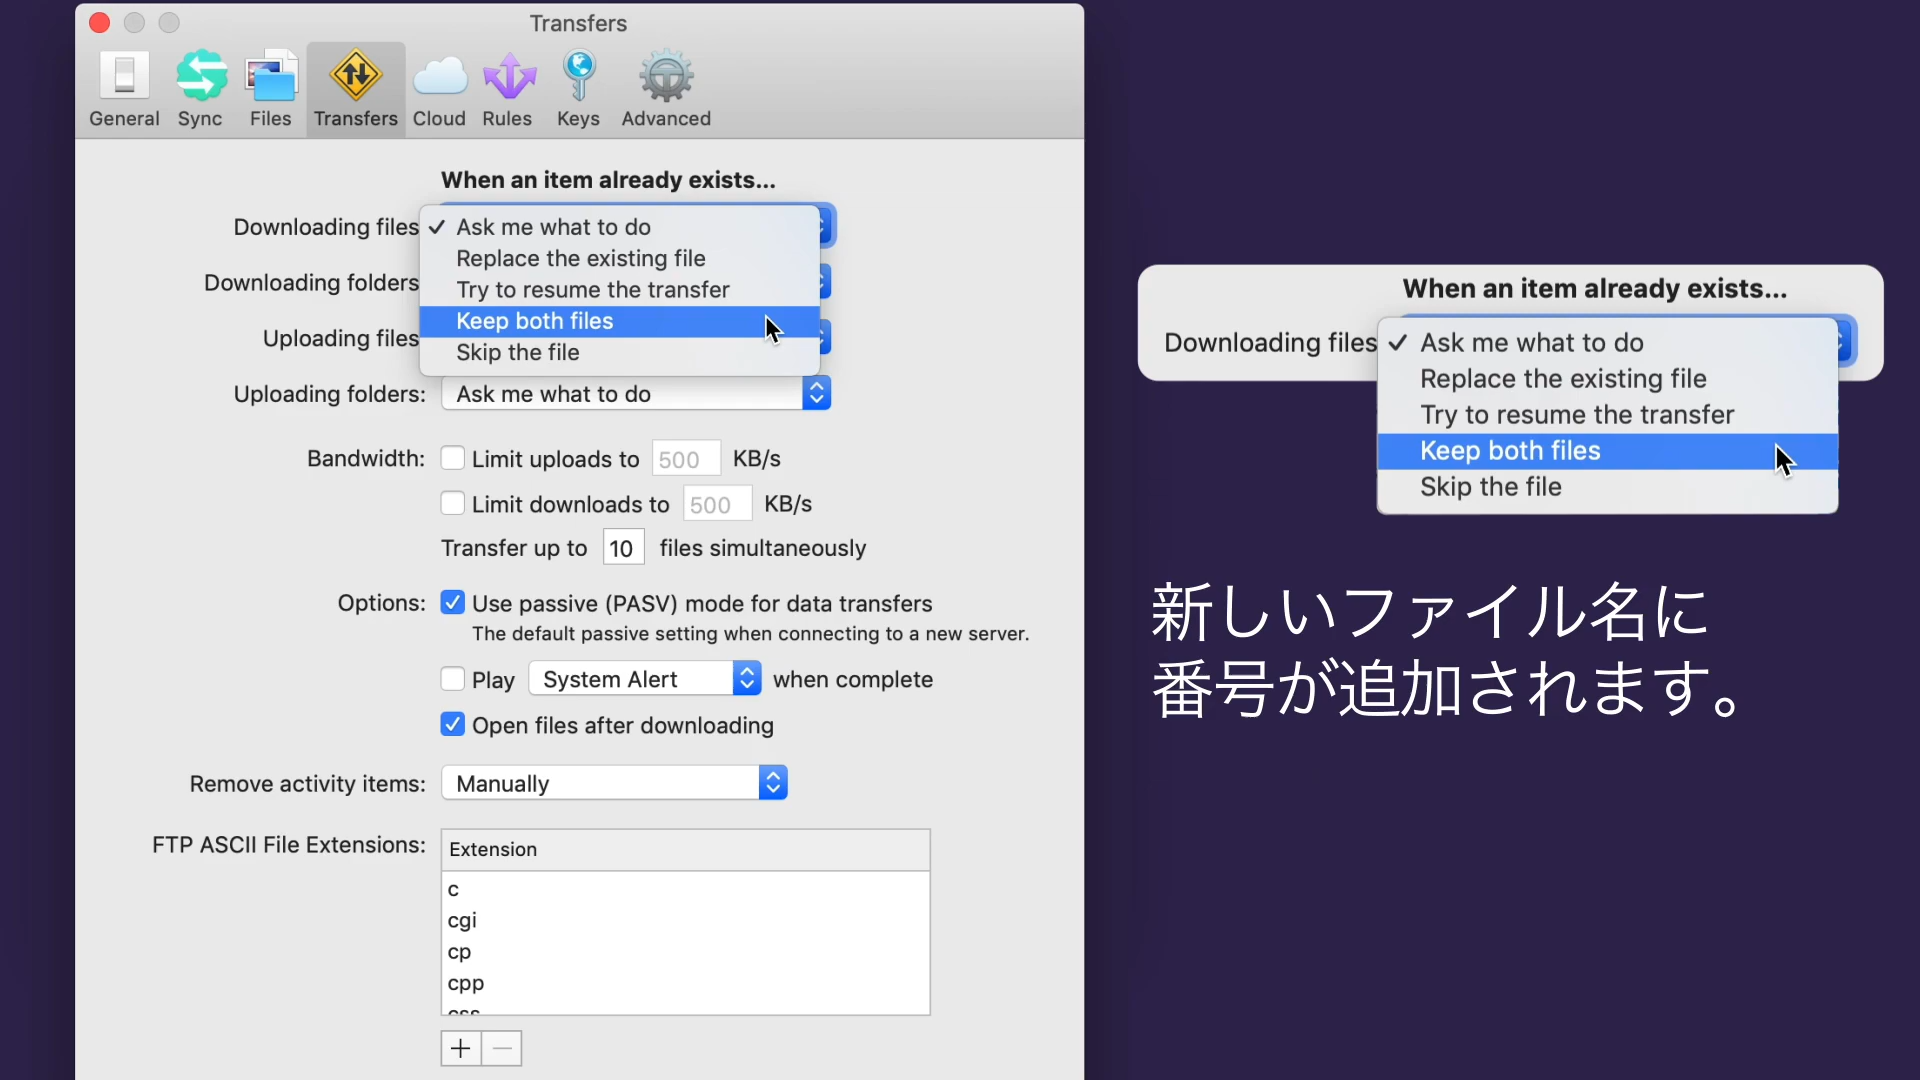 Transfers
General Sync Files Transfers Cloud Rules Keys Advanced
When an item already exists...
Downloading files
✓ Ask me what to do
Replace the existing file
Downloading folders
Try to resume the transfer
Keep both files
Uploading files
Skip the file
Uploading folders: Ask me what to do
Bandwidth: Limit uploads to 500 KB/s
Limit downloads to 500 KB/s
Transfer up to 10 files simultaneously
Options: Use passive (PASV) mode for data transfers
The default passive setting when connecting to a new server.
Play System Alert when complete
Open files after downloading
Remove activity items: Manually
FTP ASCII File Extensions: Extension
c
cgi
cp
cpp
css
When an item already exists...
Downloading files ✓ Ask me what to do
Replace the existing file
Try to resume the transfer
Keep both files
Skip the file
新しいファイル名に
番号が追加されます。